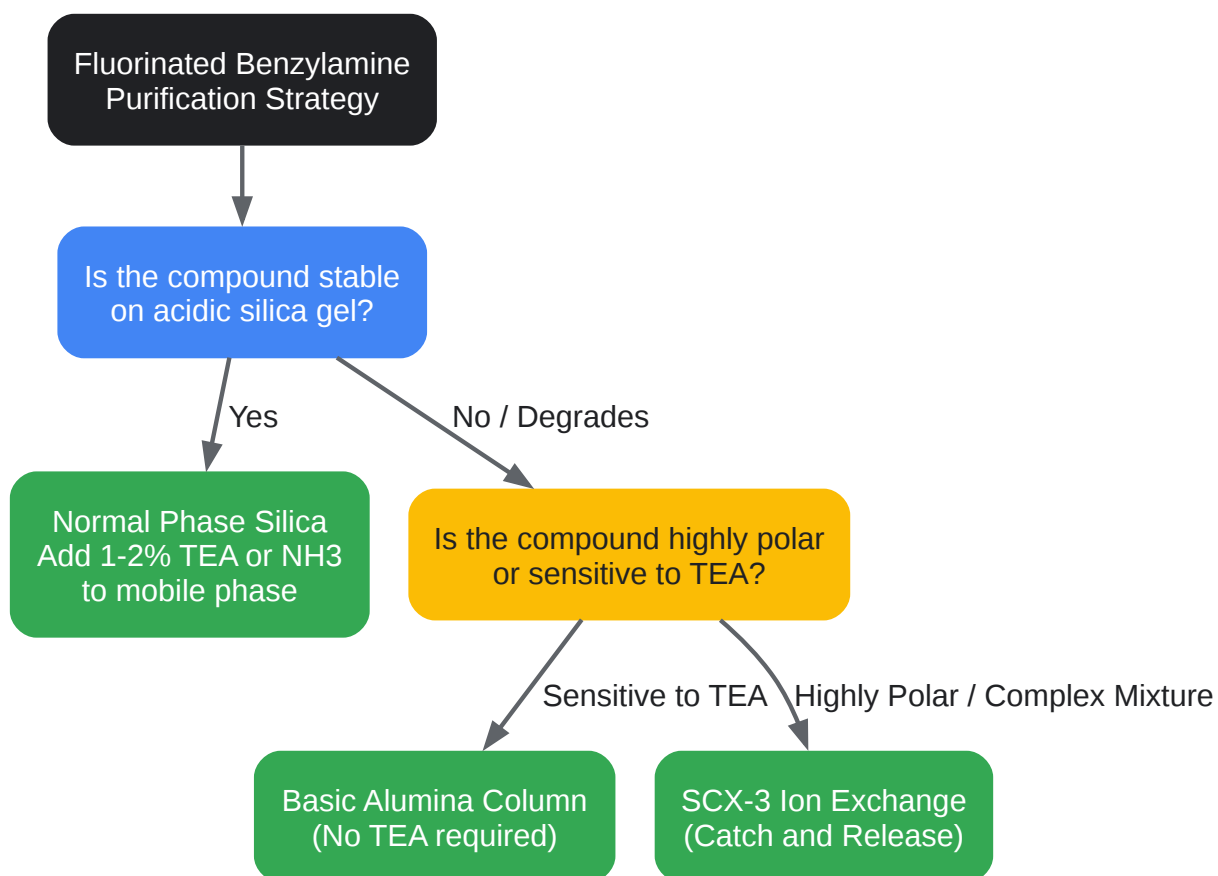 Fluorinated Benzylamine
Purification Strategy
Is the compound stable
on acidic silica gel?
Yes
No / Degrades
Normal Phase Silica
Add 1-2% TEA or NH3
to mobile phase
Is the compound highly polar
or sensitive to TEA?
Sensitive to TEA
Highly Polar / Complex Mixture
Basic Alumina Column
(No TEA required)
SCX-3 Ion Exchange
(Catch and Release)